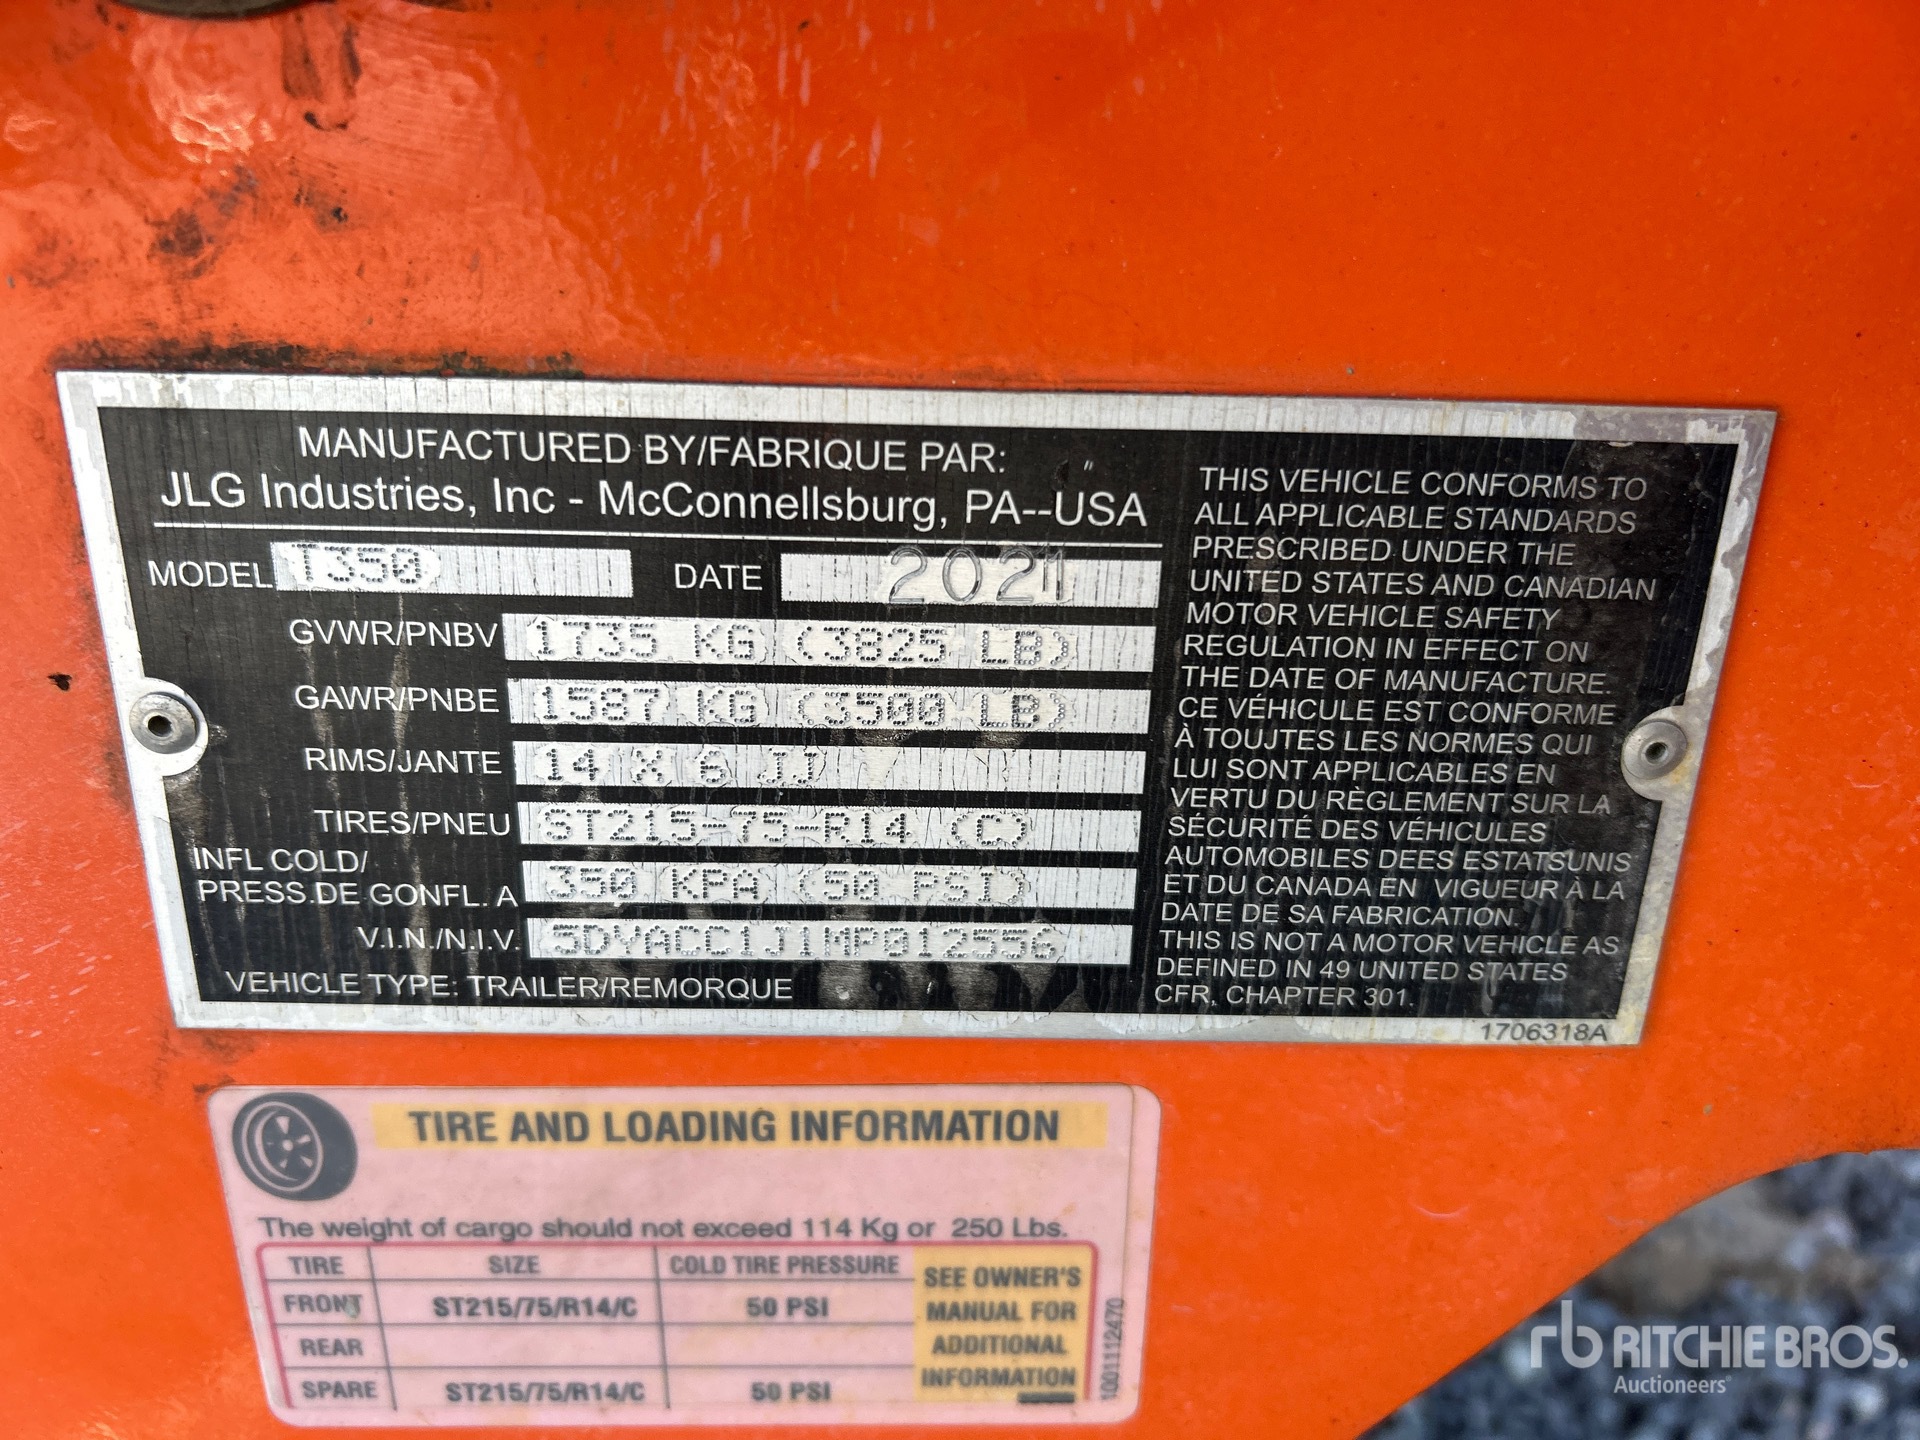 MANUFACTURED BY/FABRIQUE PAR:
JLG Industries, Inc - McConnellsburg, PA--USA
MODEL T350 DATE 2021
GVWR/PNBV 1735 KG (3825 LB)
GAWR/PNBE 1587 KG (3500 LB)
RIMS/JANTE 14 X 6 JJ
TIRES/PNEU ST215-75-R14 (C)
INFL COLD/
PRESS.DE GONFL. A 350 KPA (50 PSI)
V.I.N./N.I.V. 5DYACC1J1MP012556
VEHICLE TYPE: TRAILER/REMORQUE
THIS VEHICLE CONFORMS TO
ALL APPLICABLE STANDARDS
PRESCRIBED UNDER THE
UNITED STATES AND CANADIAN
MOTOR VEHICLE SAFETY
REGULATION IN EFFECT ON
THE DATE OF MANUFACTURE.
CE VÉHICULE EST CONFORME
À TOUJTES LES NORMES QUI
LUI SONT APPLICABLES EN
VERTU DU RÈGLEMENT SUR LA
SÉCURITÉ DES VÉHICULES
AUTOMOBILES DEES ESTATSUNIS
ET DU CANADA EN VIGUEUR À LA
DATE DE SA FABRICATION.
THIS IS NOT A MOTOR VEHICLE AS
DEFINED IN 49 UNITED STATES
CFR, CHAPTER 301.
1706318A
TIRE AND LOADING INFORMATION
The weight of cargo should not exceed 114 Kg or 250 Lbs.
TIRE SIZE COLD TIRE PRESSURE
FRONT ST215/75/R14/C 50 PSI
REAR
SPARE ST215/75/R14/C 50 PSI
SEE OWNER'S
MANUAL FOR
ADDITIONAL
INFORMATION
1001112470
rb RITCHIE BROS.
Auctioneers